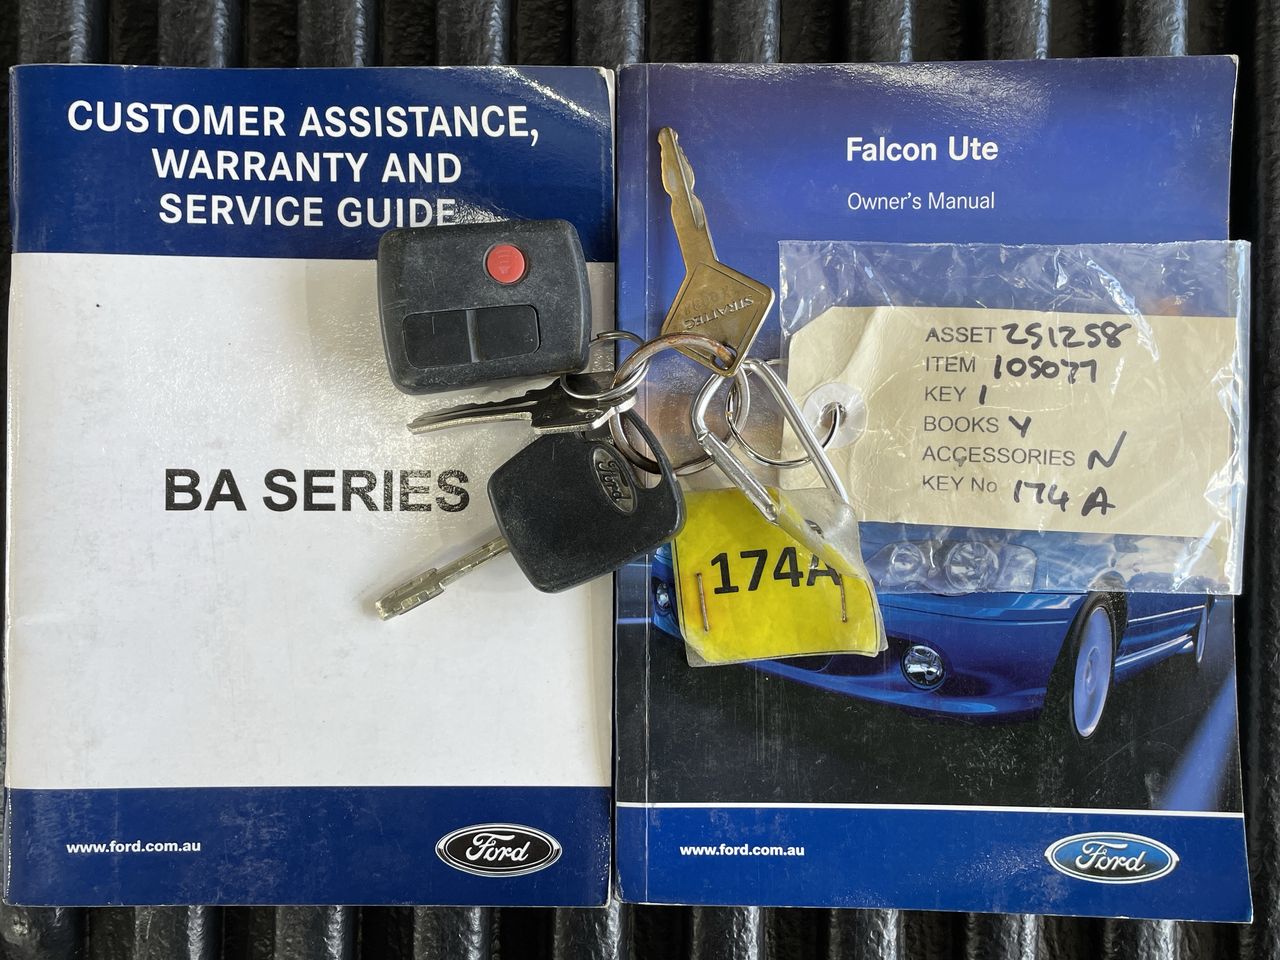 CUSTOMER ASSISTANCE,
WARRANTY AND
SERVICE GUIDE
BA SERIES
www.ford.com.au
Ford
Ford
Falcon Ute
Owner's Manual
STRATTEC
ASSET 251258
ITEM 105077
KEY 1
BOOKS Y
ACCESSORIES N
KEY No 174 A
174A
www.ford.com.au
Ford